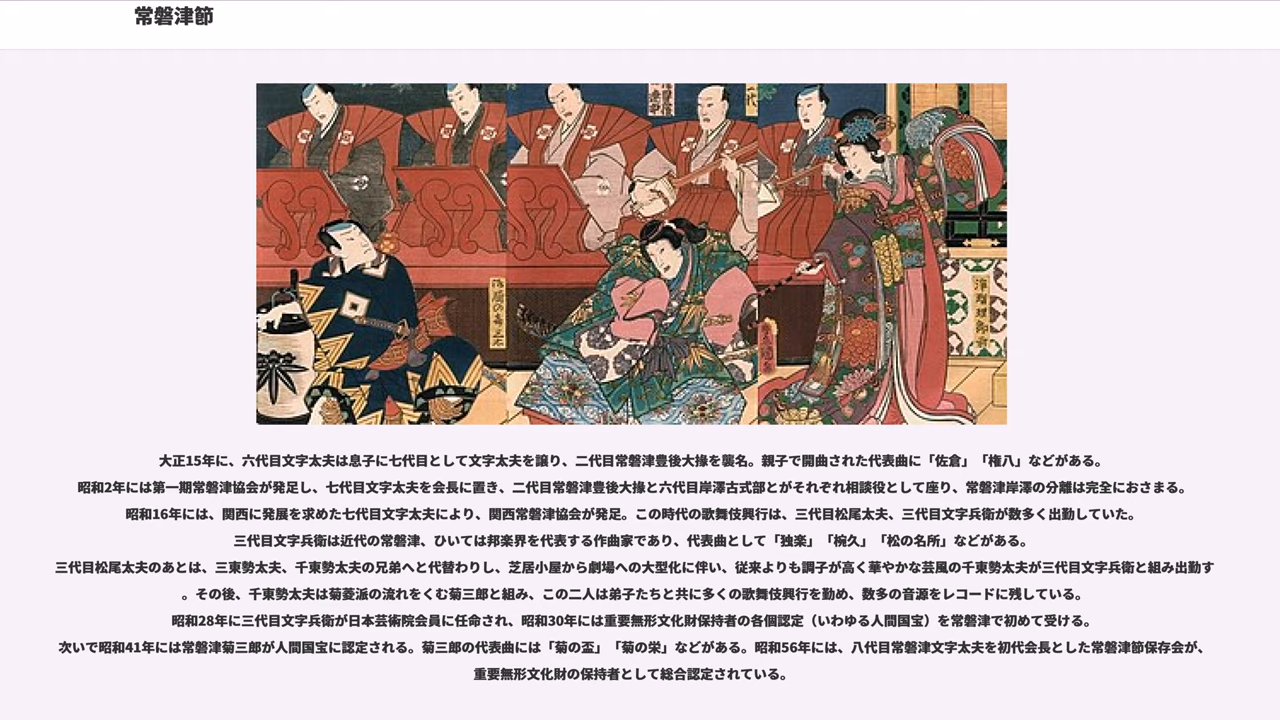 常磐津節
大正15年に、六代目文字太夫は息子に七代目として文字太夫を譲り、二代目常磐津豊後大掾を襲名。親子で開曲された代表曲に「佐倉」「権八」などがある。
昭和2年には第一期常磐津協会が発足し、七代目文字太夫を会長に置き、二代目常磐津豊後大掾と六代目岸澤古式部とがそれぞれ相談役として座り、常磐津岸澤の分離は完全におさまる。
昭和16年には、関西に発展を求めた七代目文字太夫により、関西常磐津協会が発足。この時代の歌舞伎興行は、三代目松尾太夫、三代目文字兵衛が数多く出勤していた。
三代目文字兵衛は近代の常磐津、ひいては邦楽界を代表する作曲家であり、代表曲として「独楽」「椀久」「松の名所」などがある。
三代目松尾太夫のあとは、三東勢太夫、千東勢太夫の兄弟へと代替わりし、芝居小屋から劇場への大型化に伴い、従来よりも調子が高く華やかな芸風の千東勢太夫が三代目文字兵衛と組み出勤す
。その後、千東勢太夫は菊菱派の流れをくむ菊三郎と組み、この二人は弟子たちと共に多くの歌舞伎興行を勤め、数多の音源をレコードに残している。
昭和28年に三代目文字兵衛が日本芸術院会員に任命され、昭和30年には重要無形文化財保持者の各個認定（いわゆる人間国宝）を常磐津で初めて受ける。
次いで昭和41年には常磐津菊三郎が人間国宝に認定される。菊三郎の代表曲には「菊の盃」「菊の栄」などがある。昭和56年には、八代目常磐津文字太夫を初代会長とした常磐津節保存会が、
重要無形文化財の保持者として総合認定されている。